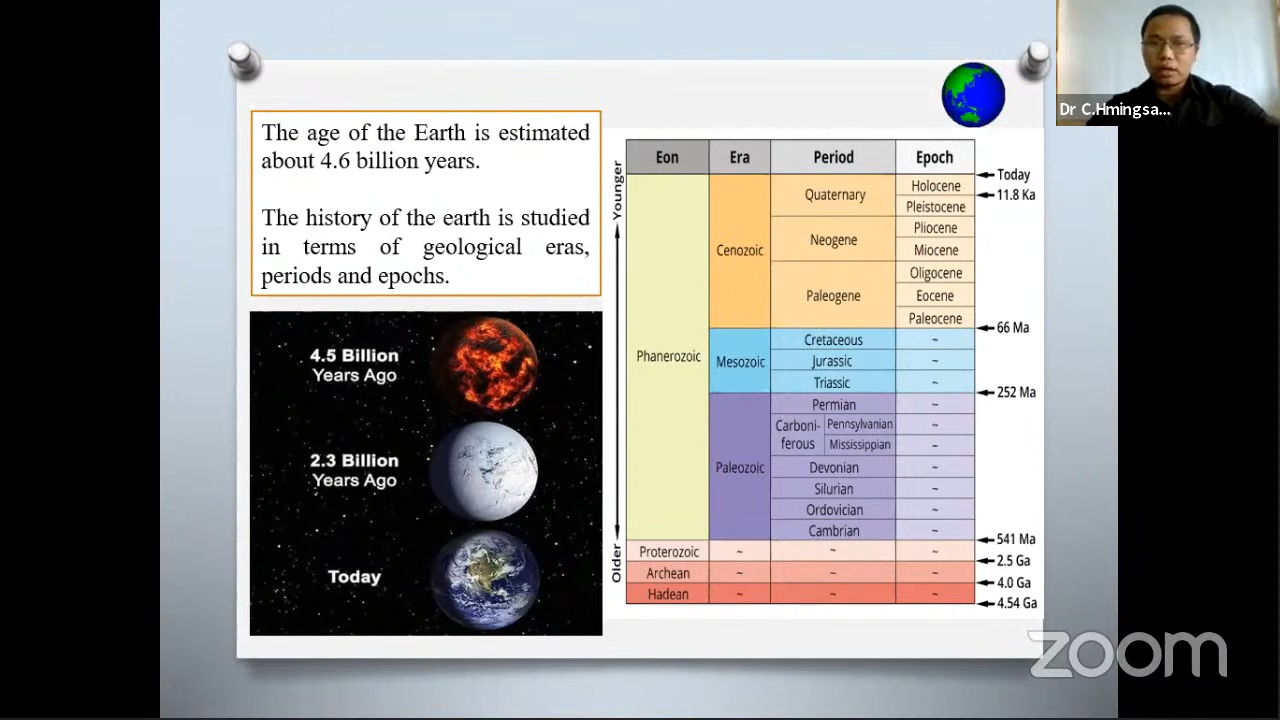 Dr C.Hmingsa...
The age of the Earth is estimated
about 4.6 billion years.
The history of the earth is studied
in terms of geological eras,
periods and epochs.
4.5 Billion
Years Ago
2.3 Billion
Years Ago
Today
Younger
Older
Eon Era Period Epoch
Today
Phanerozoic
Cenozoic
Quaternary
Holocene
11.8 Ka
Pleistocene
Neogene
Pliocene
Miocene
Paleogene
Oligocene
Eocene
Paleocene
66 Ma
Mesozoic
Cretaceous ~
Jurassic ~
Triassic ~
252 Ma
Paleozoic
Permian ~
Carboni-
ferous
Pennsylvanian ~
Mississippian ~
Devonian ~
Silurian ~
Ordovician ~
Cambrian ~
541 Ma
Proterozoic ~ ~ ~
2.5 Ga
Archean ~ ~ ~
4.0 Ga
Hadean ~ ~ ~
4.54 Ga
zoom